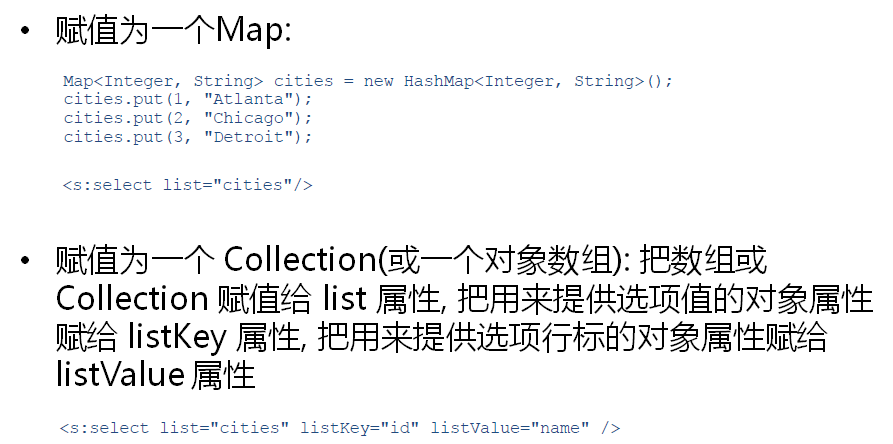 • 赋值为一个Map:
Map<Integer, String> cities = new HashMap<Integer, String>();
cities.put(1, "Atlanta");
cities.put(2, "Chicago");
cities.put(3, "Detroit");
<s:select list="cities"/>
• 赋值为一个 Collection(或一个对象数组): 把数组或
Collection 赋值给 list 属性, 把用来提供选项值的对象属性
赋给 listKey 属性, 把用来提供选项行标的对象属性赋给
listValue 属性
<s:select list="cities" listKey="id" listValue="name" />